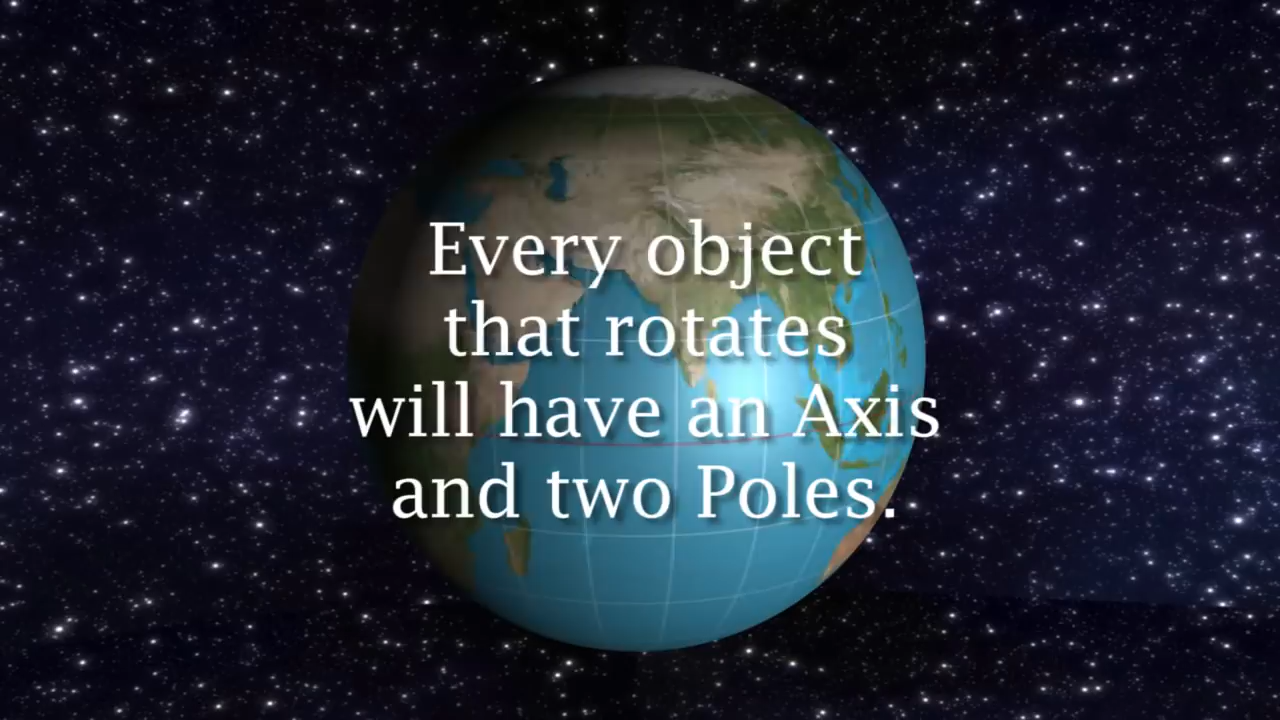 Every object
that rotates
will have an Axis
and two Poles.